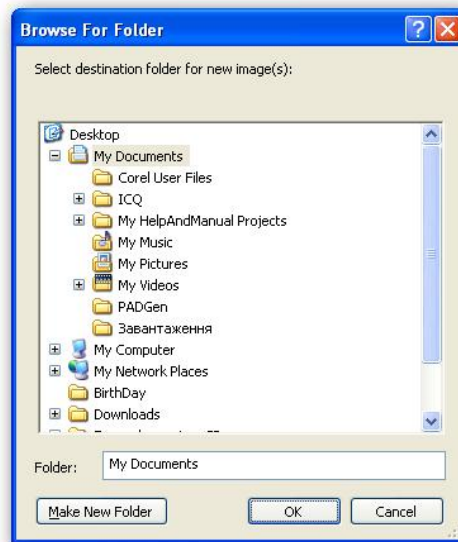 Browse For Folder
Select destination folder for new image(s):
Desktop
My Documents
Corel User Files
ICQ
My HelpAndManual Projects
My Music
My Pictures
My Videos
PADGen
Завантаження
My Computer
My Network Places
BirthDay
Downloads
Folder: My Documents
Make New Folder OK Cancel